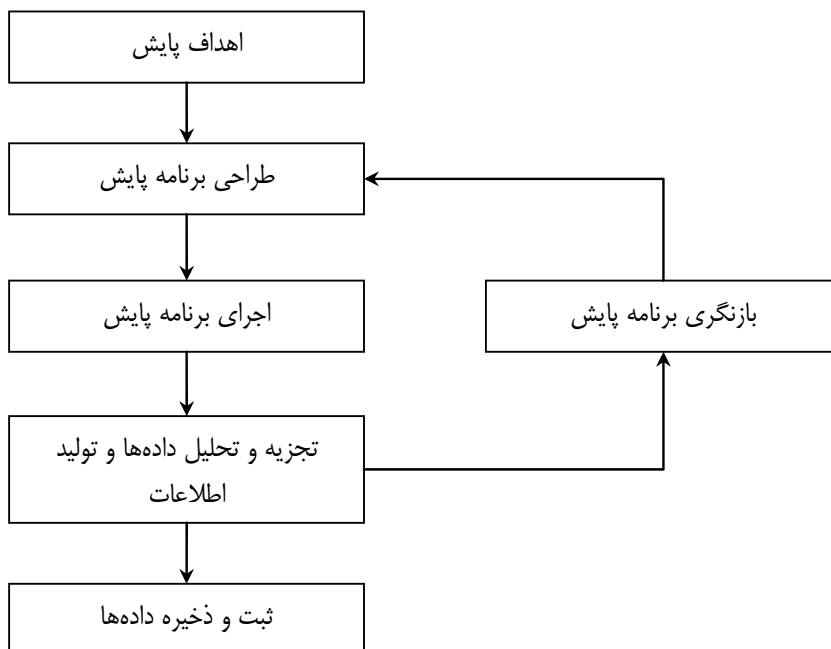 اهداف پایش
طراحی برنامه پایش
اجرای برنامه پایش
بازنگری برنامه پایش
تجزیه و تحلیل داده‌ها و تولید
اطلاعات
ثبت و ذخیره داده‌ها